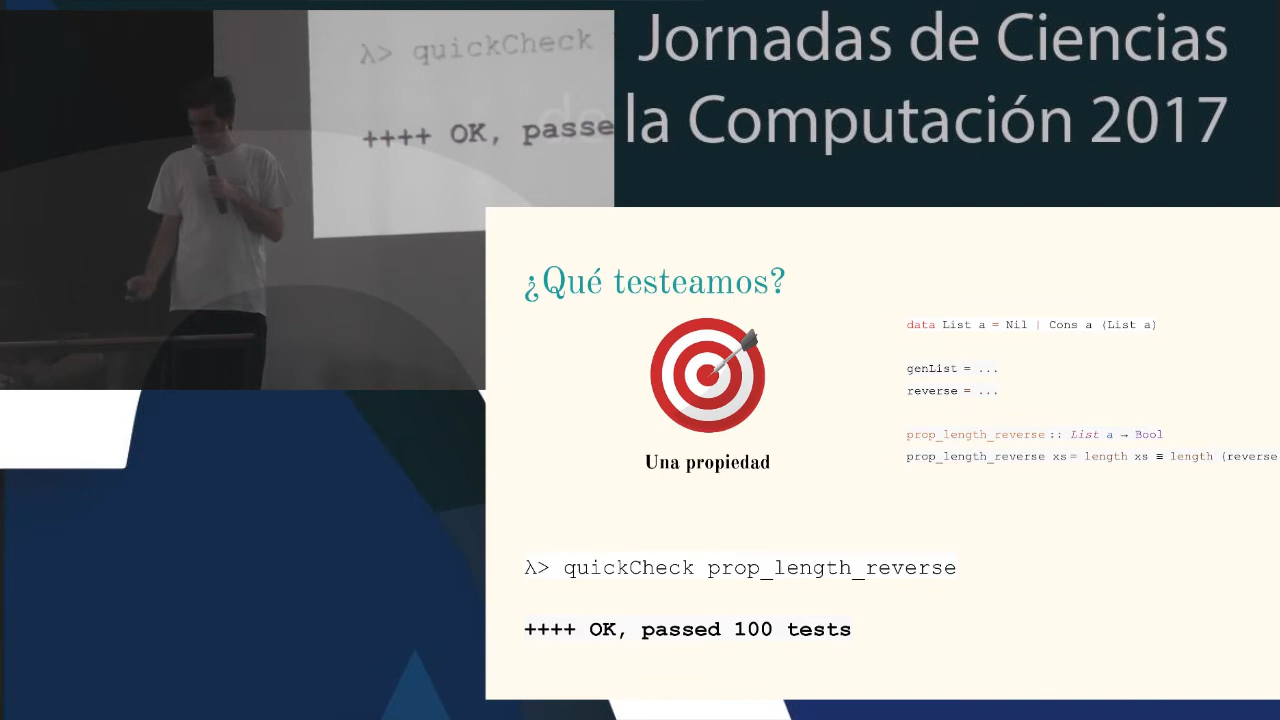 λ> quickCheck
++++ OK, passe
Jornadas de Ciencias
de la Computación 2017
¿Qué testeamos?
Una propiedad
data List a = Nil | Cons a (List a)
genList = ...
reverse = ...
prop_length_reverse :: List a → Bool
prop_length_reverse xs = length xs ≡ length (reverse
λ> quickCheck prop_length_reverse
++++ OK, passed 100 tests